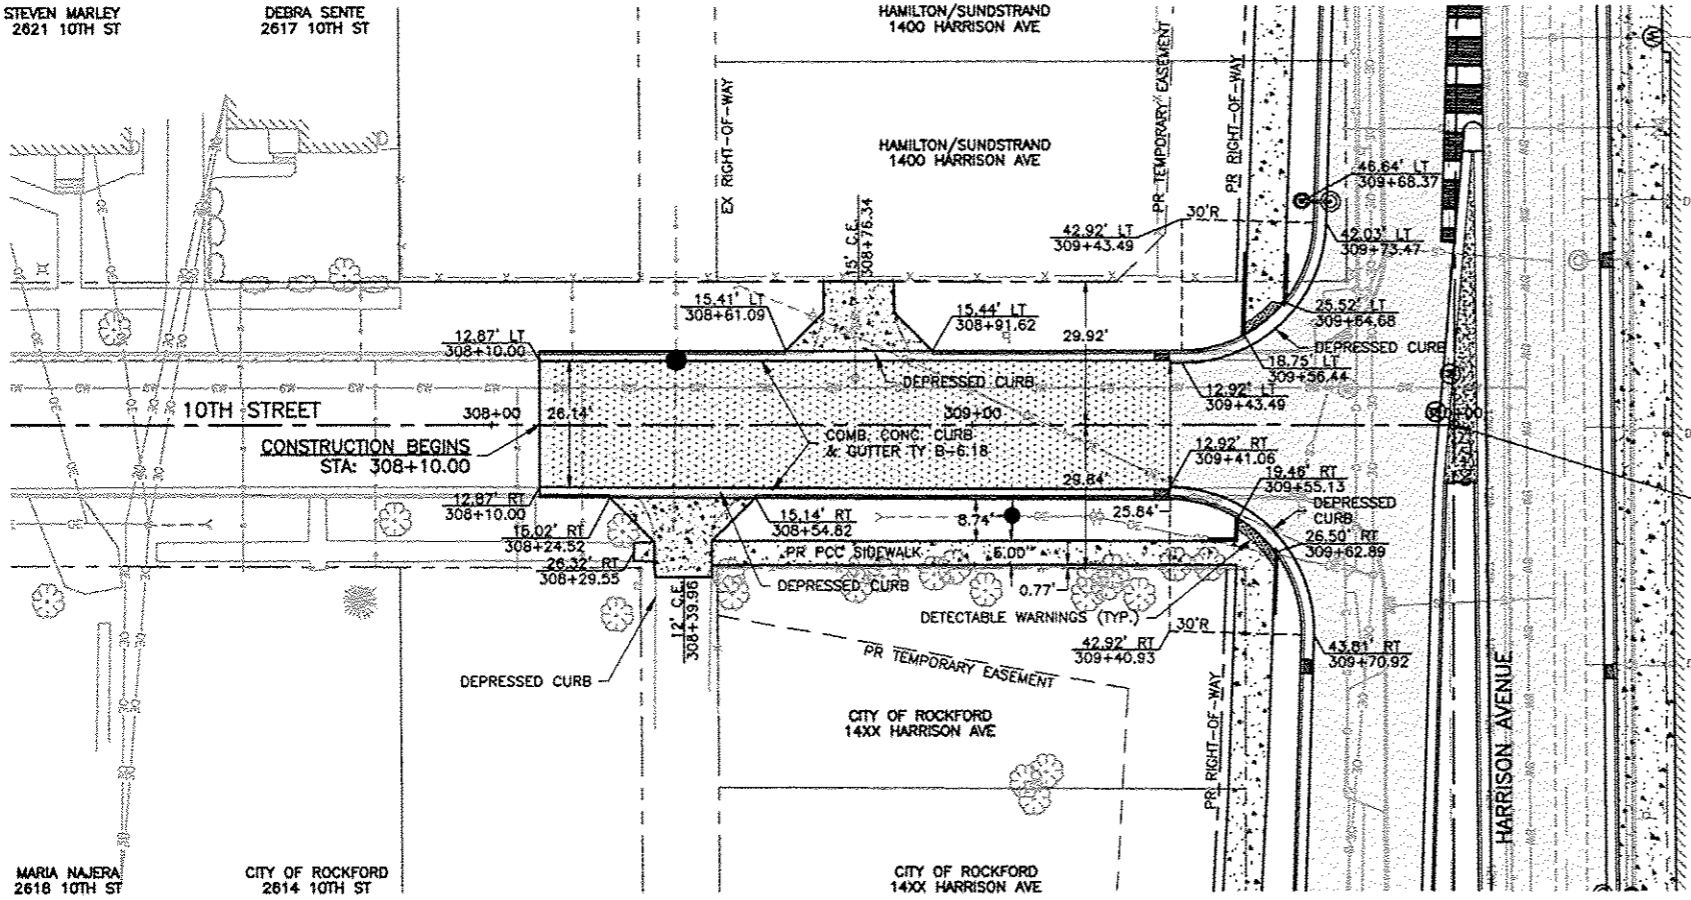 STEVEN MARLEY
2621 10TH ST
DEBRA SENTE
2617 10TH ST
HAMILTON/SUNDSTRAND
1400 HARRISON AVE
EX RIGHT-OF-WAY
HAMILTON/SUNDSTRAND
1400 HARRISON AVE
PR TEMPORARY EASEMENT
PR RIGHT-OF-WAY
46.64' LT
309+68.37
30'R
42.92' LT
309+43.49
42.03' LT
309+73.47
15' C.E.
308+76.34
15.41' LT
308+61.09
15.44' LT
308+91.62
29.92'
25.52' LT
309+64.68
12.87' LT
308+10.00
DEPRESSED CURB
18.75' LT
309+56.44
DEPRESSED CURB
12.92' LT
309+43.49
10TH STREET
308+00
26.14'
309+00
CONSTRUCTION BEGINS
STA: 308+10.00
COMB. CONC. CURB
& GUTTER TY B-6.18
12.92' RT
309+41.06
29.84'
19.46' RT
309+55.13
12.87' RT
308+10.00
DEPRESSED
CURB
15.14' RT
308+54.82
8.74'
25.84'
15.02' RT
308+24.52
26.50' RT
309+62.89
PR PCC SIDEWALK
5.00'
26.32' RT
308+29.55
DEPRESSED CURB
0.77'
12' C.E.
308+39.96
DETECTABLE WARNINGS (TYP.)
30'R
42.92' RT
309+40.93
43.81' RT
309+70.92
PR TEMPORARY EASEMENT
DEPRESSED CURB
PR RIGHT-OF-WAY
HARRISON AVENUE
CITY OF ROCKFORD
14XX HARRISON AVE
MARIA NAJERA
2618 10TH ST
CITY OF ROCKFORD
2614 10TH ST
CITY OF ROCKFORD
14XX HARRISON AVE